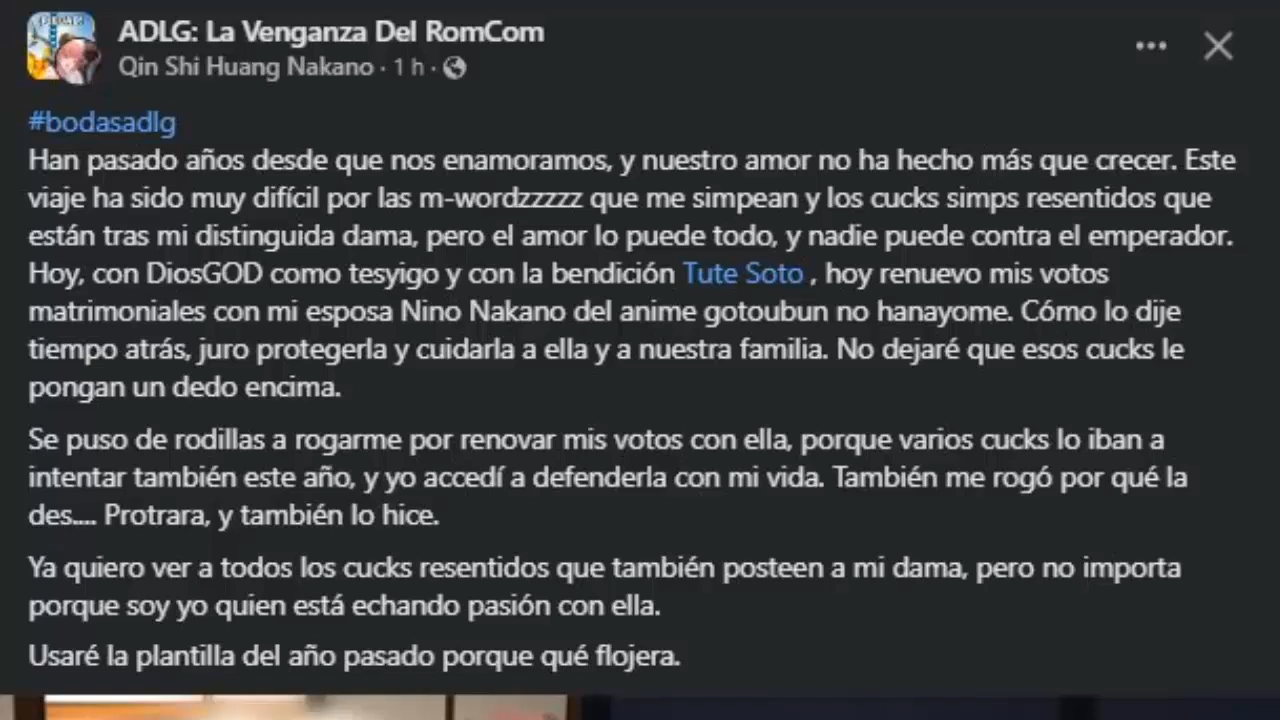 ADLG: La Venganza Del RomCom
Qin Shi Huang Nakano · 1 h ·
#bodasadlg
Han pasado años desde que nos enamoramos, y nuestro amor no ha hecho más que crecer. Este
viaje ha sido muy difícil por las m-wordzzzzz que me simpean y los cucks simps resentidos que
están tras mi distinguida dama, pero el amor lo puede todo, y nadie puede contra el emperador.
Hoy, con DiosGOD como tesyigo y con la bendición Tute Soto , hoy renuevo mis votos
matrimoniales con mi esposa Nino Nakano del anime gotoubun no hanayome. Cómo lo dije
tiempo atrás, juro protegerla y cuidarla a ella y a nuestra familia. No dejaré que esos cucks le
pongan un dedo encima.
Se puso de rodillas a rogarme por renovar mis votos con ella, porque varios cucks lo iban a
intentar también este año, y yo accedí a defenderla con mi vida. También me rogó por qué la
des.... Protrara, y también lo hice.
Ya quiero ver a todos los cucks resentidos que también posteen a mi dama, pero no importa
porque soy yo quien está echando pasión con ella.
Usaré la plantilla del año pasado porque qué flojera.